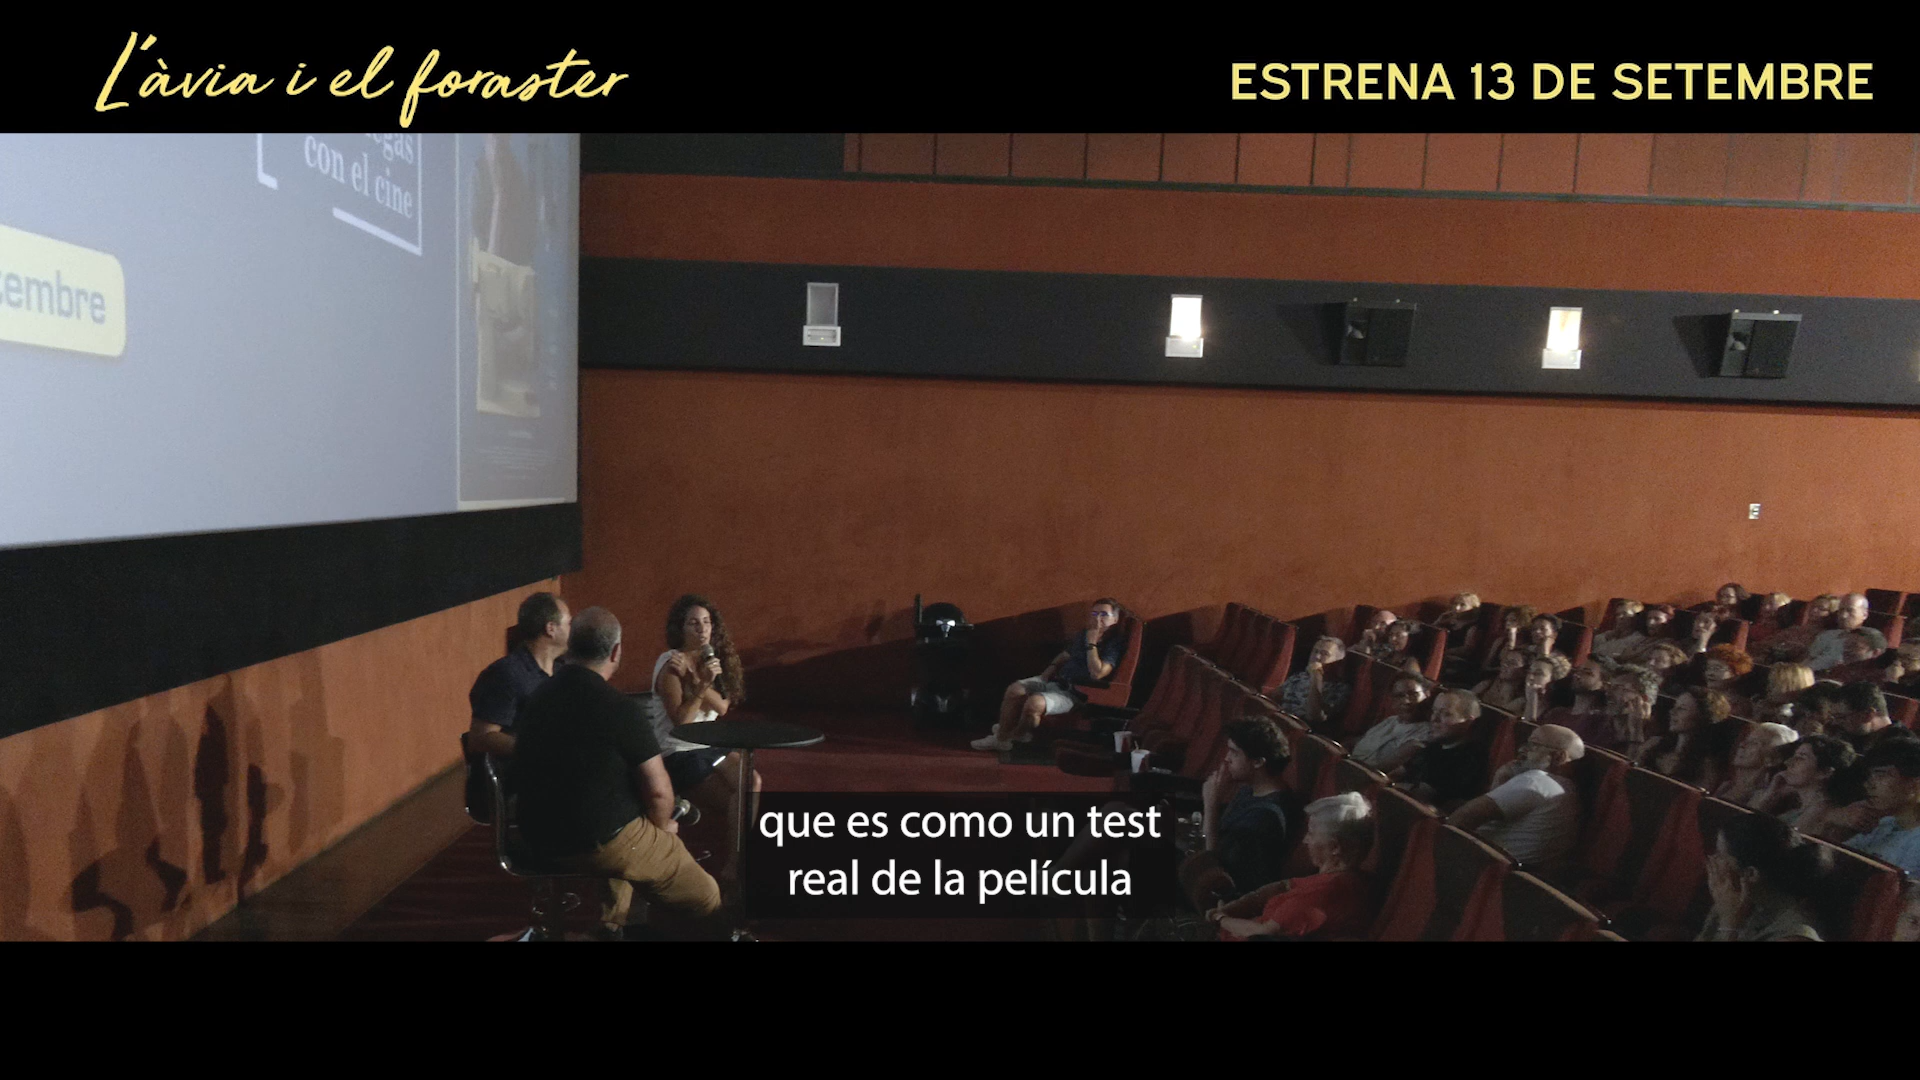 L'àvia i el foraster
ESTRENA 13 DE SETEMBRE
con el cine
que es como un test
real de la película